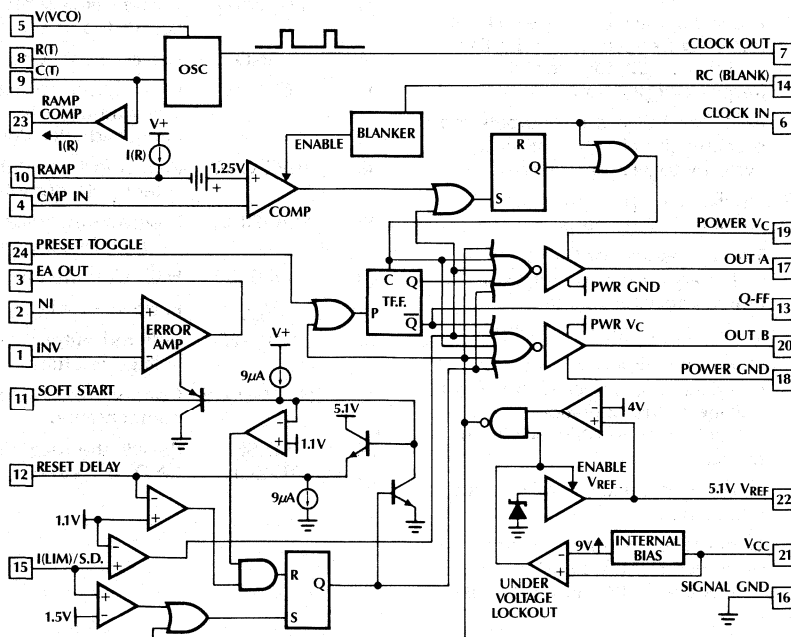 5 V(VCO)
8 R(T)
9 C(T)
OSC
CLOCK OUT 7
RC (BLANK) 14
CLOCK IN 6
RAMP
COMP
23
I(R)
V+
I(R)
ENABLE
BLANKER
10 RAMP
1.25V
+
+
−
COMP
4 CMP IN
R
Q
S
24 PRESET TOGGLE
3 EA OUT
2 NI
1 INV
+
ERROR
AMP
−
C
T.F.F.
Q
P
Q
POWER VC 19
OUT A 17
PWR GND
Q-FF 13
PWR VC
OUT B 20
POWER GND 18
V+
9μA
11 SOFT START
−
+
1.1V
5.1V
12 RESET DELAY
9μA
4V
−
+
ENABLE
VREF
5.1V VREF 22
1.1V
−
+
−
+
15 I(LIM)/S.D.
1.5V
+
−
R
Q
S
9V
INTERNAL
BIAS
VCC 21
−
+
UNDER
VOLTAGE
LOCKOUT
SIGNAL GND 16